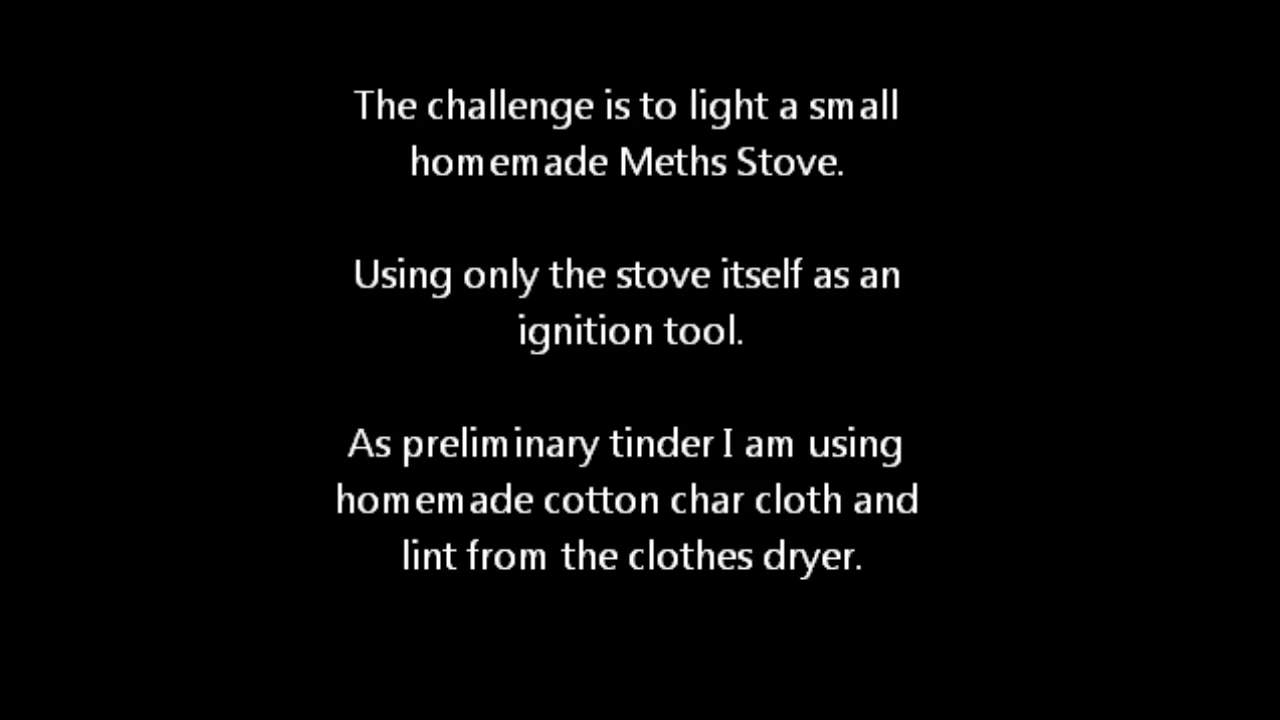 The challenge is to light a small
homemade Meths Stove.
Using only the stove itself as an
ignition tool.
As preliminary tinder I am using
homemade cotton char cloth and
lint from the clothes dryer.